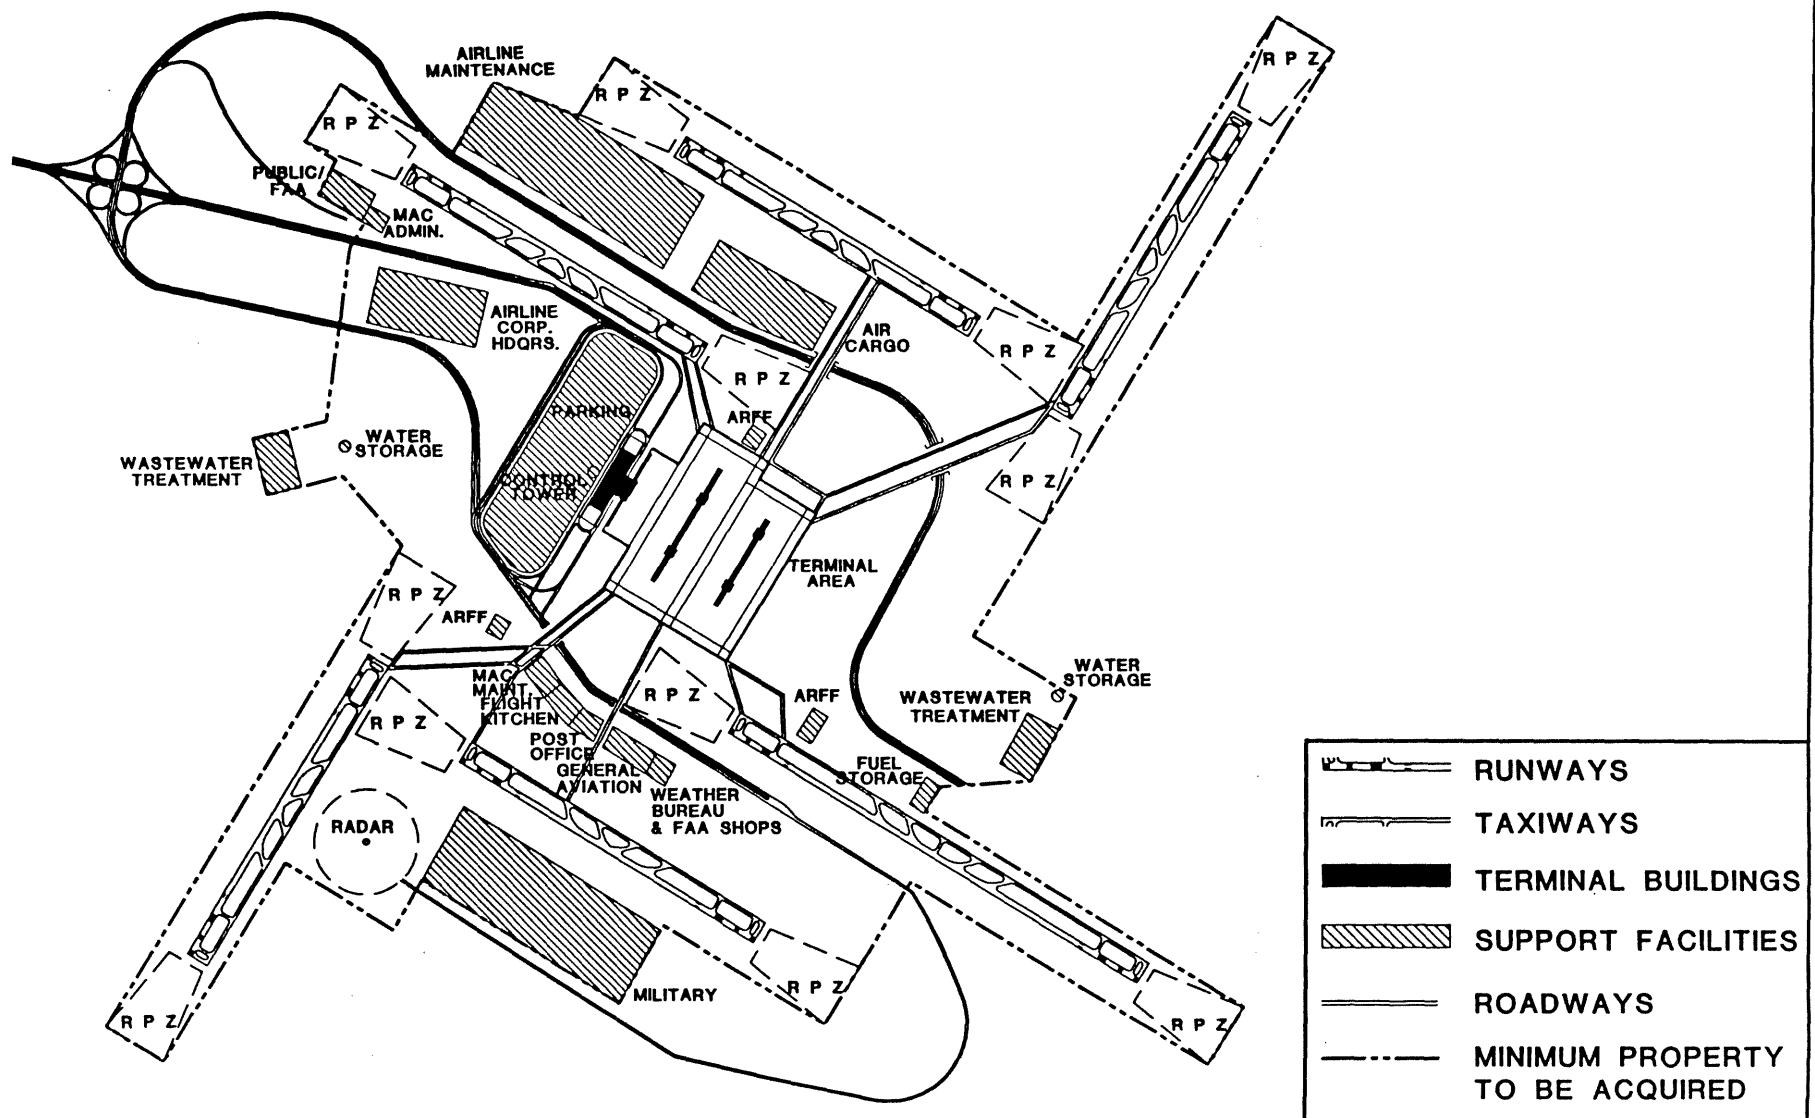 AIRLINE
MAINTENANCE
R P Z
R P Z
R P Z
PUBLIC/
FAA
MAC
ADMIN.
AIRLINE
CORP.
HDQRS.
AIR
CARGO
R P Z
R P Z
PARKING
ARFF
WATER
STORAGE
WASTEWATER
TREATMENT
CONTROL
TOWER
R P Z
TERMINAL
AREA
R P Z
ARFF
MAC
MAINT.
FLIGHT
KITCHEN
R P Z
ARFF
WATER
STORAGE
WASTEWATER
TREATMENT
R P Z
POST
OFFICE
GENERAL
AVIATION
FUEL
STORAGE
WEATHER
BUREAU
& FAA SHOPS
RADAR
MILITARY
R P Z
R P Z
R P Z
RUNWAYS
TAXIWAYS
TERMINAL BUILDINGS
SUPPORT FACILITIES
ROADWAYS
MINIMUM PROPERTY
TO BE ACQUIRED